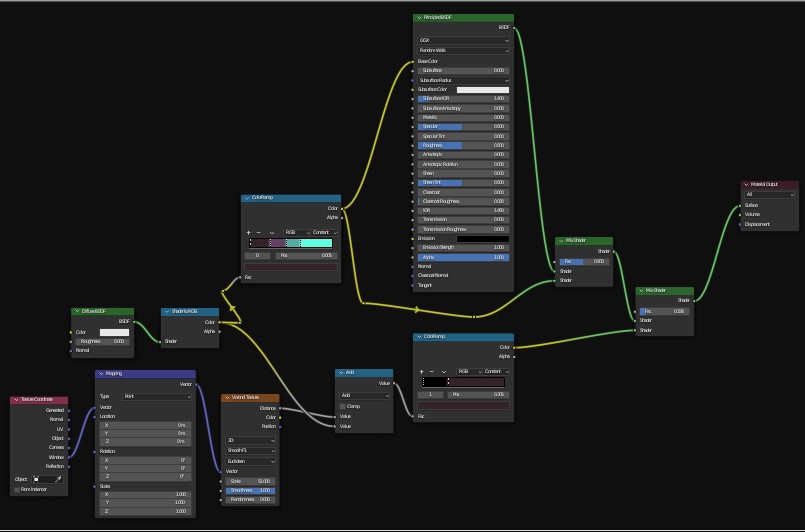 Principled BSDF
BSDF
GGX
Random Walk
Base Color
Subsurface 0.000
Subsurface Radius
Subsurface Color
Subsurface IOR 1.400
Subsurface Anisotropy 0.000
Metallic 0.000
Specular 0.500
Specular Tint 0.000
Roughness 0.500
Anisotropic 0.000
Anisotropic Rotation 0.000
Sheen 0.000
Sheen Tint 0.500
Clearcoat 0.000
Clearcoat Roughness 0.030
IOR 1.450
Transmission 0.000
Transmission Roughness 0.000
Emission
Emission Strength 1.000
Alpha 1.000
Normal
Clearcoat Normal
Tangent
Material Output
All
Surface
Volume
Displacement
ColorRamp
Color
Alpha
+ − RGB Constant
0 Pos
Fac
Mix Shader
Shader
Fac 0.500
Shader
Shader
Mix Shader
Shader
Fac
Shader
Shader
Diffuse BSDF
BSDF
Color
Roughness 0.000
Normal
Shader to RGB
Color
Alpha
Shader
ColorRamp
Color
Alpha
+ − RGB Constant
1 Pos
Fac
Mapping
Vector
Type: Point
Vector
Location:
X 0 m
Y 0 m
Z 0 m
Rotation:
X 0°
Y 0°
Z 0°
Scale:
X 1.000
Y 1.000
Z 1.000
Add
Value
Add
Clamp
Value
Value
Texture Coordinate
Generated
Normal
UV
Object
Camera
Window
Reflection
Object:
From Instancer
Voronoi Texture
Distance
Color
Position
3D
Smooth F1
Euclidean
Vector
Scale
Smoothness 1.000
Randomness 0.000